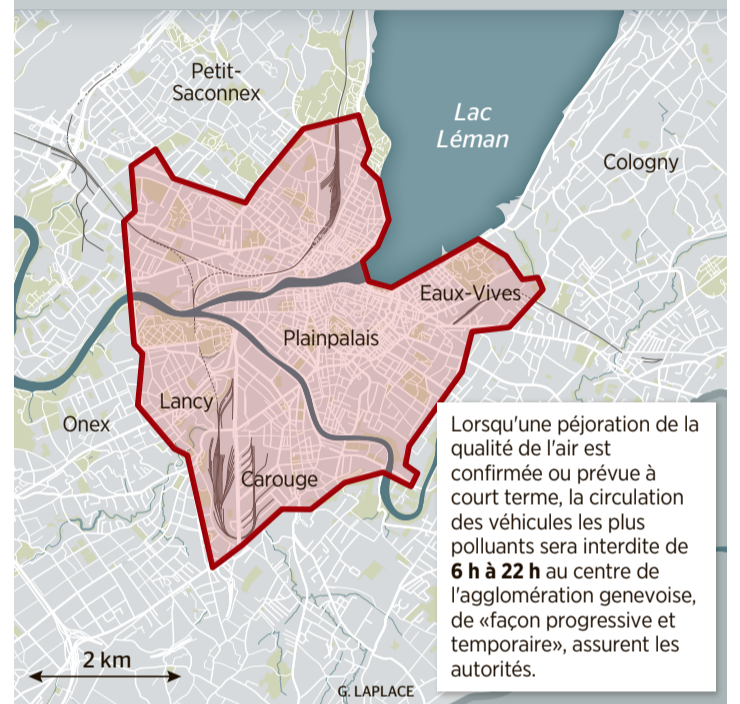 Petit-
Saconnex
Lac
Léman
Cologny
Eaux-Vives
Plainpalais
Lancy
Onex
Carouge
Lorsqu'une péjoration de la
qualité de l'air est
confirmée ou prévue à
court terme, la circulation
des véhicules les plus
polluants sera interdite de
6 h à 22 h au centre de
l'agglomération genevoise,
de «façon progressive et
temporaire», assurent les
autorités.
2 km
G. LAPLACE